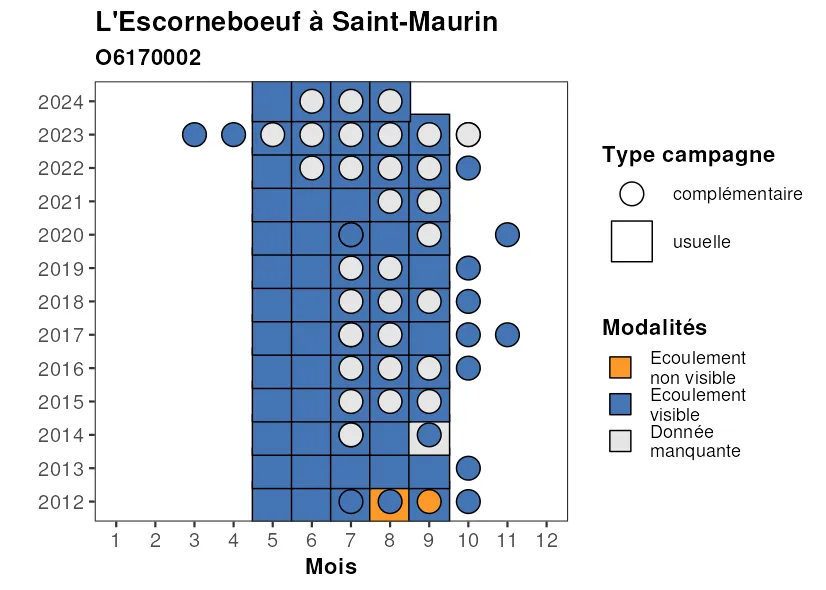 L'Escorneboeuf à Saint-Maurin
O6170002
2024
2023
2022
2021
2020
2019
2018
2017
2016
2015
2014
2013
2012
1 2 3 4 5 6 7 8 9 10 11 12
Mois
Type campagne
complémentaire
usuelle
Modalités
Ecoulement
non visible
Ecoulement
visible
Donnée
manquante